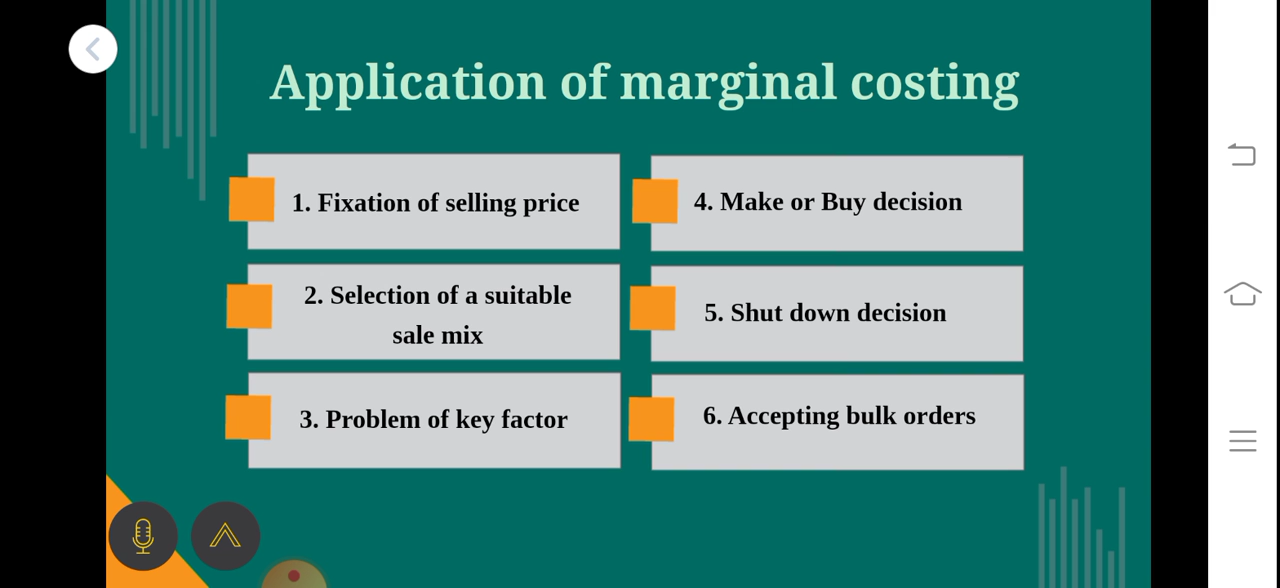 Application of marginal costing
1. Fixation of selling price
2. Selection of a suitable
sale mix
3. Problem of key factor
4. Make or Buy decision
5. Shut down decision
6. Accepting bulk orders